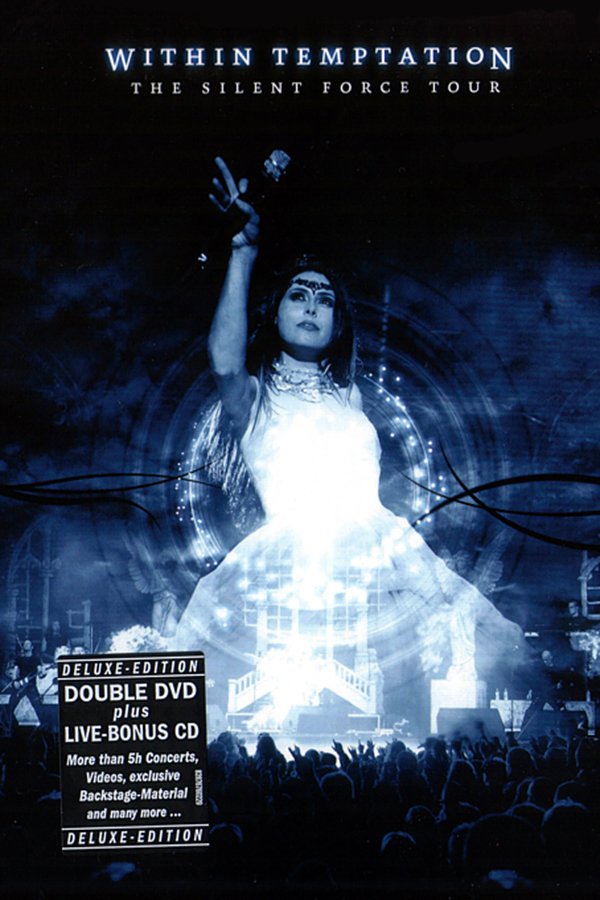 WITHIN TEMPTATION
THE SILENT FORCE TOUR
DELUXE-EDITION
DOUBLE DVD
plus
LIVE-BONUS CD
More than 5h Concerts,
Videos, exclusive
Backstage-Material
and many more ...
DELUXE-EDITION